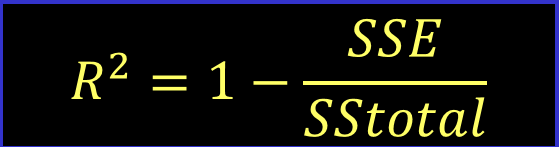 R² = 1 − SSE / SStotal